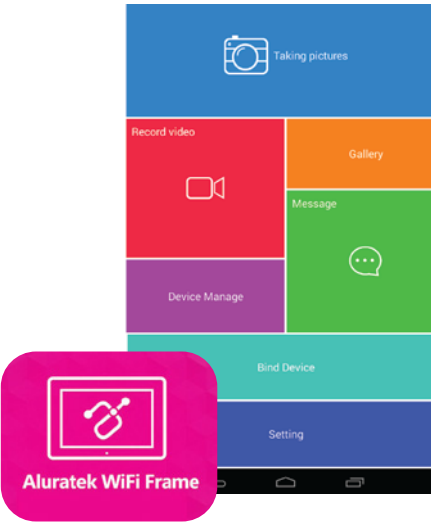 Taking pictures
Record video
Gallery
Message
Device Manage
Bind Device
Setting
Aluratek WiFi Frame